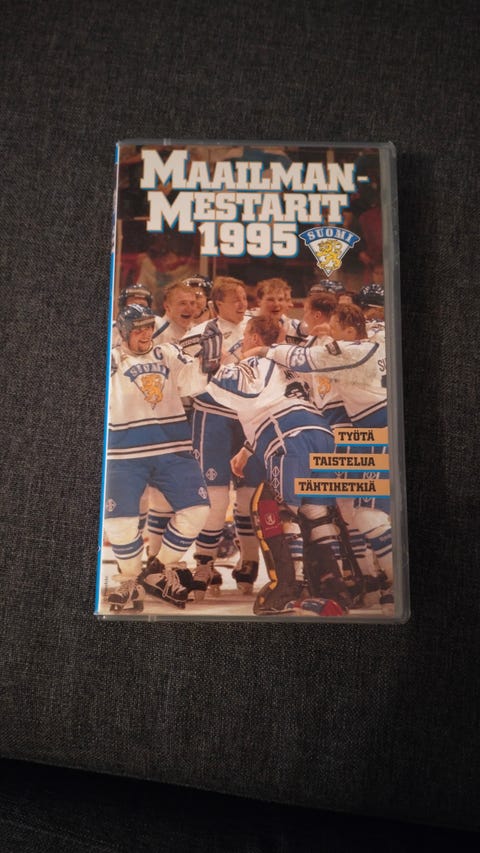 MAAILMAN-
MESTARIT
1995
SUOMI
C
SUOMI
TYÖTÄ
TAISTELUA
TÄHTIHETKIÄ